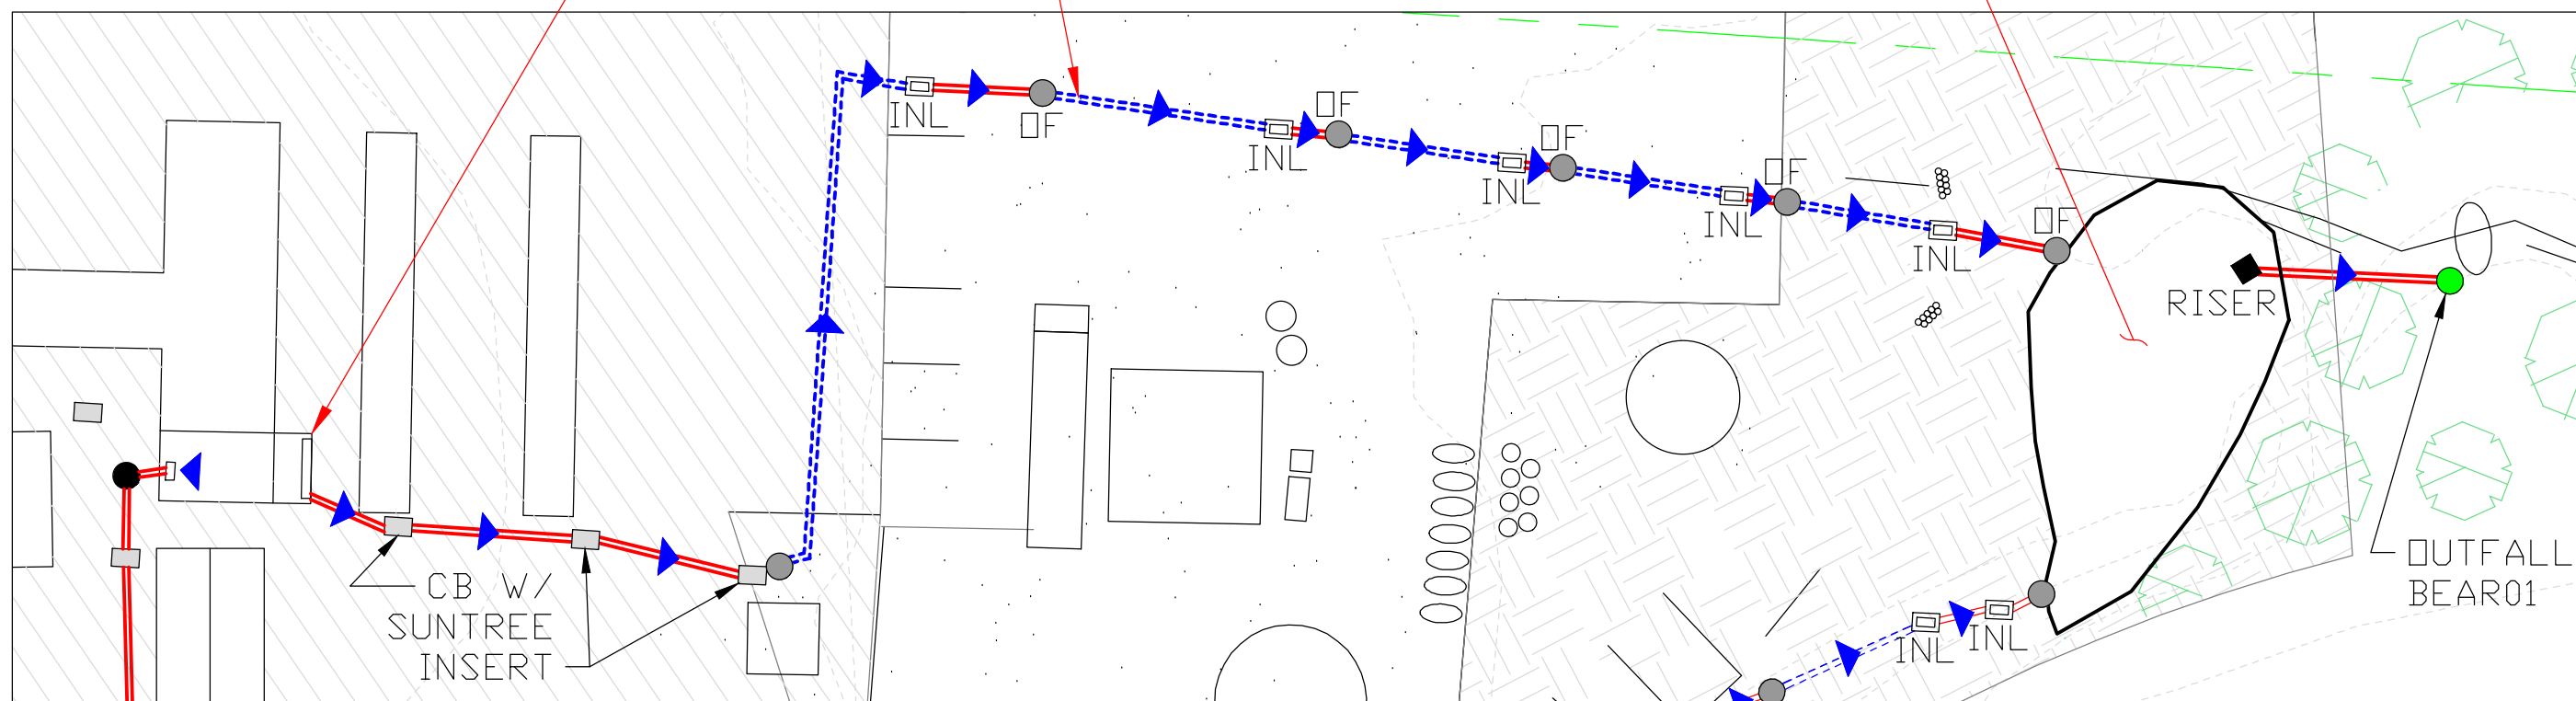 INL
OF
INL
OF
INL
OF
INL
OF
INL
OF
RISER
OUTFALL
BEAR01
CB W/
SUNTREE
INSERT
INL
INL